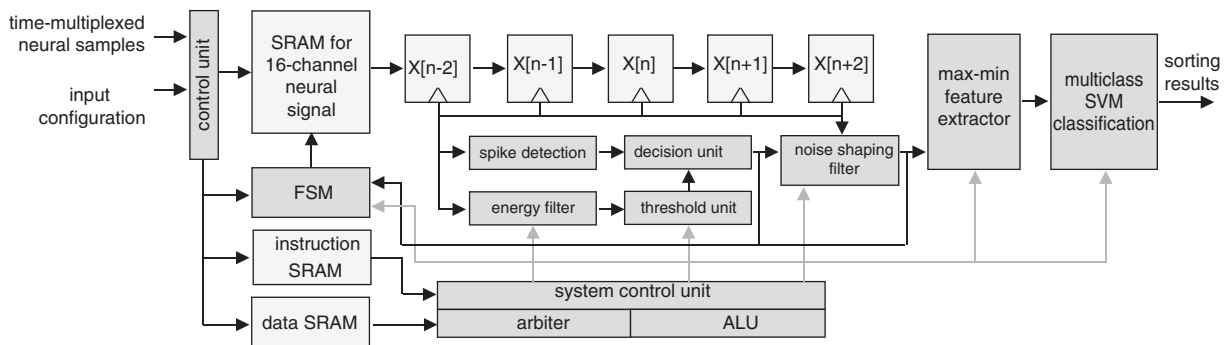 time-multiplexed
neural samples
input
configuration
control unit
SRAM for
16-channel
neural
signal
X[n-2]
X[n-1]
X[n]
X[n+1]
X[n+2]
max-min
feature
extractor
multiclass
SVM
classification
sorting
results
spike detection
decision unit
noise shaping
filter
FSM
energy filter
threshold unit
instruction
SRAM
system control unit
data SRAM
arbiter
ALU